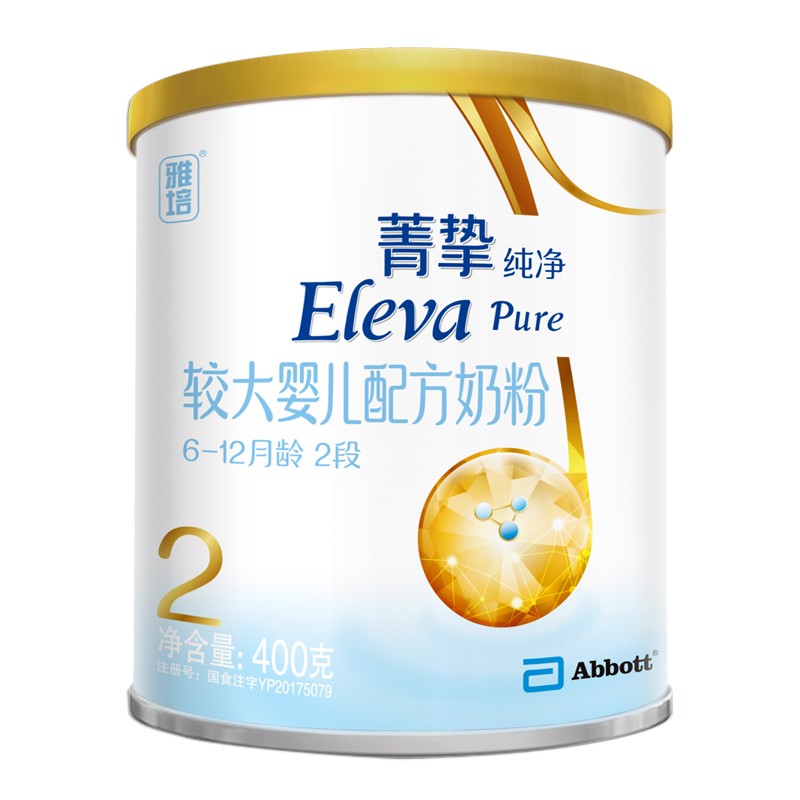 雅培®
菁挚 纯净
Eleva Pure
较大婴儿配方奶粉
6-12月龄 2段
2
净含量: 400克
注册号: 国食注字YP20175079
Abbott®